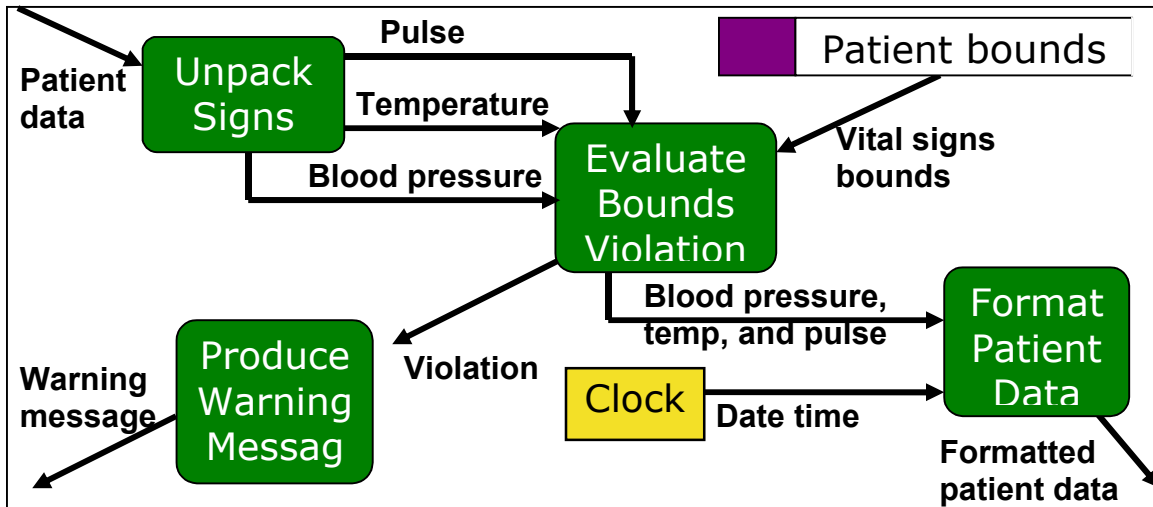 Patient
data
Unpack
Signs
Pulse
Temperature
Blood pressure
Patient bounds
Vital signs
bounds
Evaluate
Bounds
Violation
Blood pressure,
temp, and pulse
Format
Patient
Data
Violation
Produce
Warning
Messag
Warning
message
Clock
Date time
Formatted
patient data